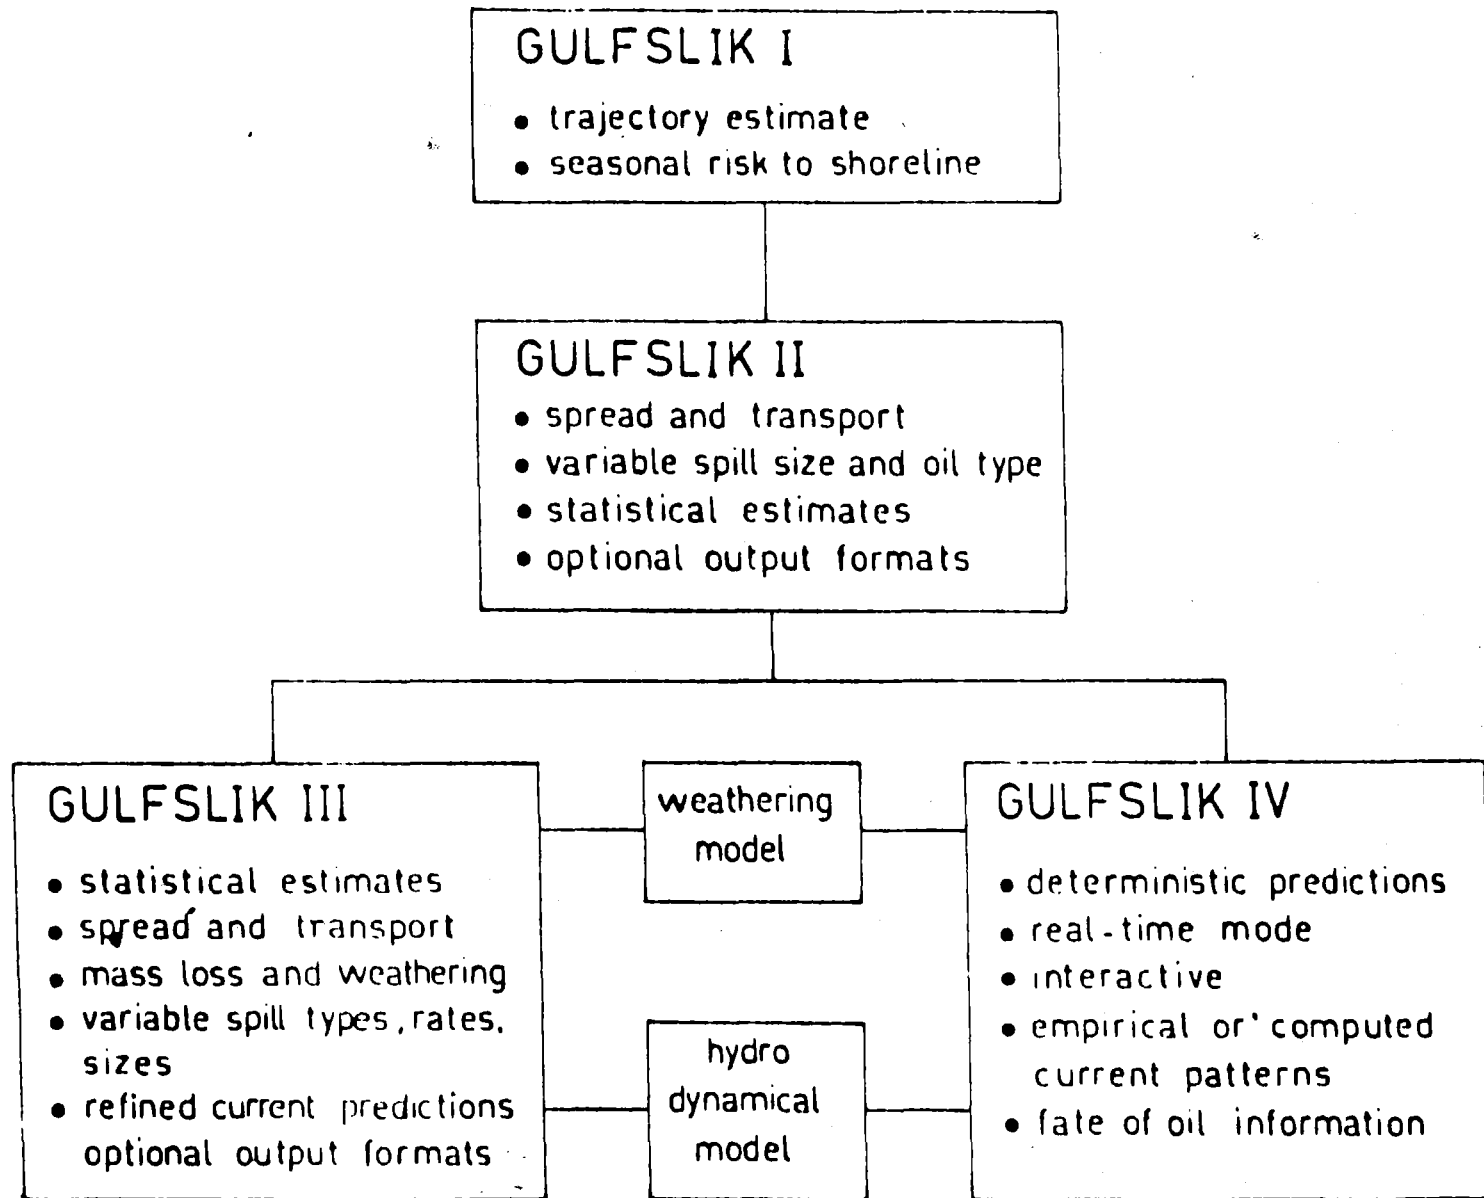 GULFSLIK I
• trajectory estimate
• seasonal risk to shoreline
GULFSLIK II
• spread and transport
• variable spill size and oil type
• statistical estimates
• optional output formats
GULFSLIK III
• statistical estimates
• spread and transport
• mass loss and weathering
• variable spill types, rates,
sizes
• refined current predictions
optional output formats
weathering
model
hydro
dynamical
model
GULFSLIK IV
• deterministic predictions
• real-time mode
• interactive
• empirical or computed
current patterns
• fate of oil information